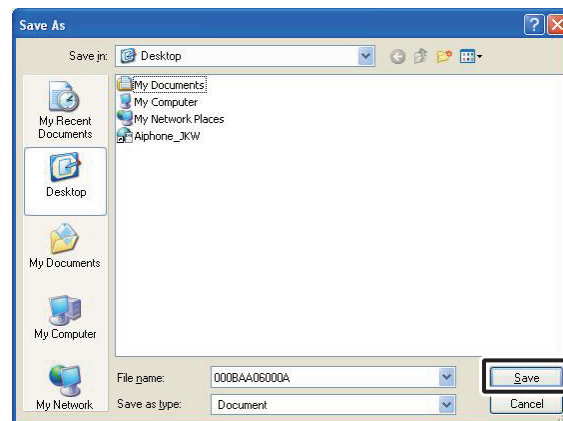 Save As
Save in: Desktop
My Recent
Documents
Desktop
My Documents
My Computer
My Network
My Documents
My Computer
My Network Places
Aiphone_JKW
File name: 000BAA06000A Save
Save as type: Document Cancel